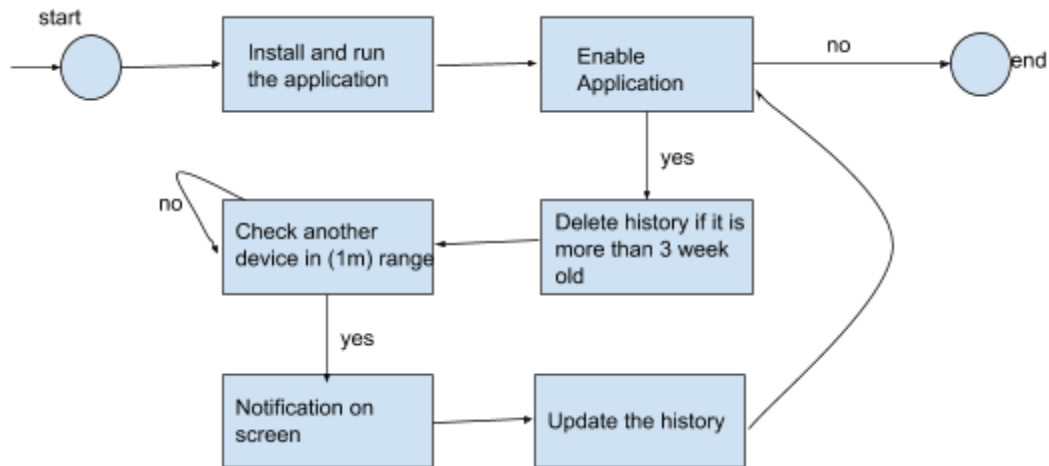 start
Install and run
the application
Enable
Application
no
end
yes
no
Check another
device in (1m) range
Delete history if it is
more than 3 week
old
yes
Notification on
screen
Update the history